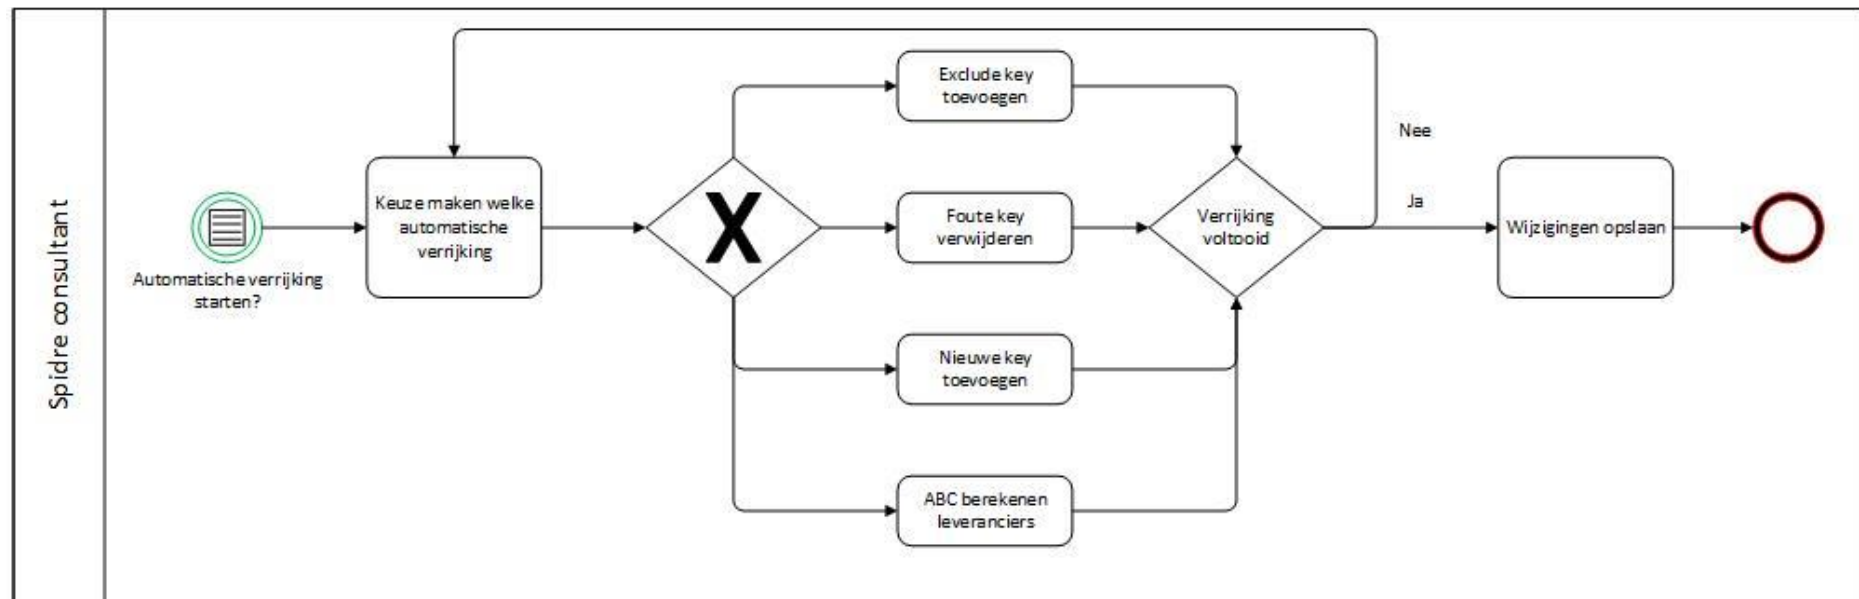 Spidre consultant
Automatische verrijking
starten?
Keuze maken welke
automatische
verrijking
X
Exclude key
toevoegen
Foute key
verwijderen
Nieuwe key
toevoegen
ABC berekenen
leveranciers
Verrijking
voltooid
Nee
Ja
Wijzigingen opslaan